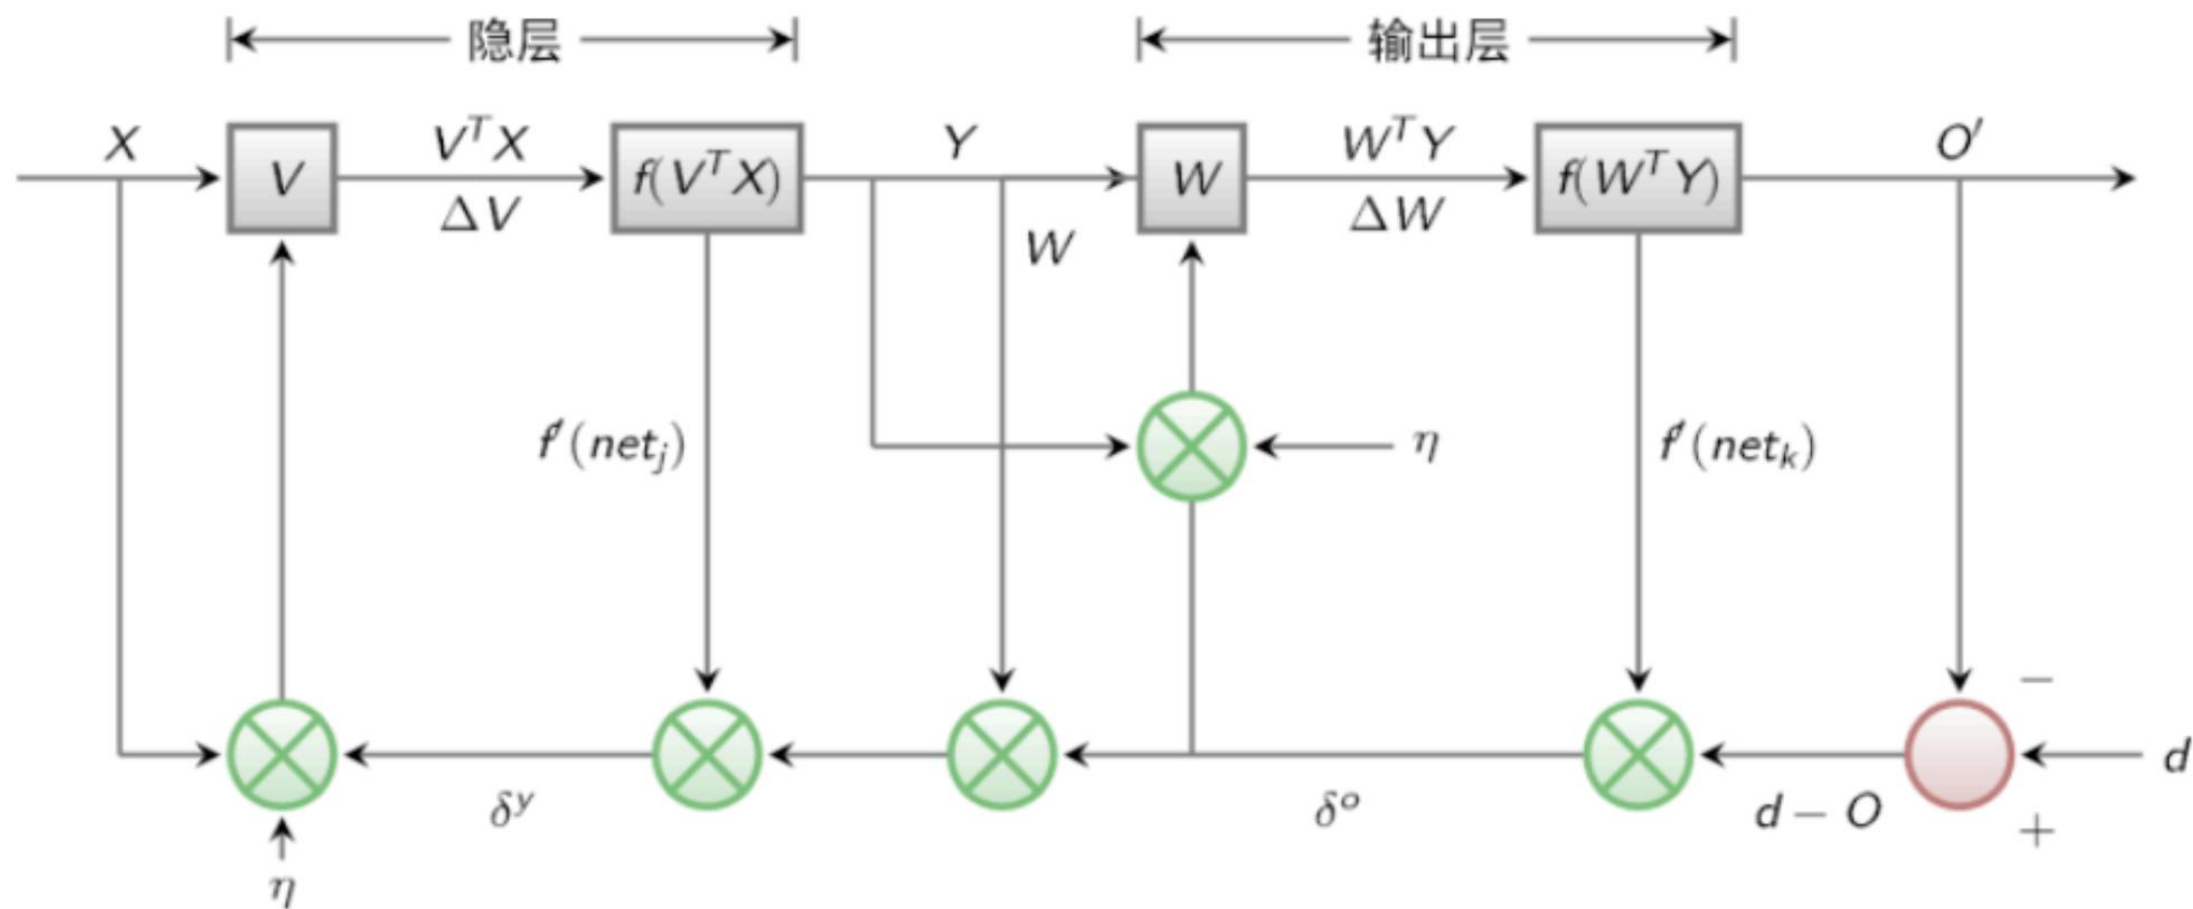 隐层 输出层
X V^T X Y W^T Y O′
V f(V^T X) W f(W^T Y)
ΔV ΔW
W
f′(net_j) η f′(net_k)
−
d
δ^y δ^o d − O
+
η